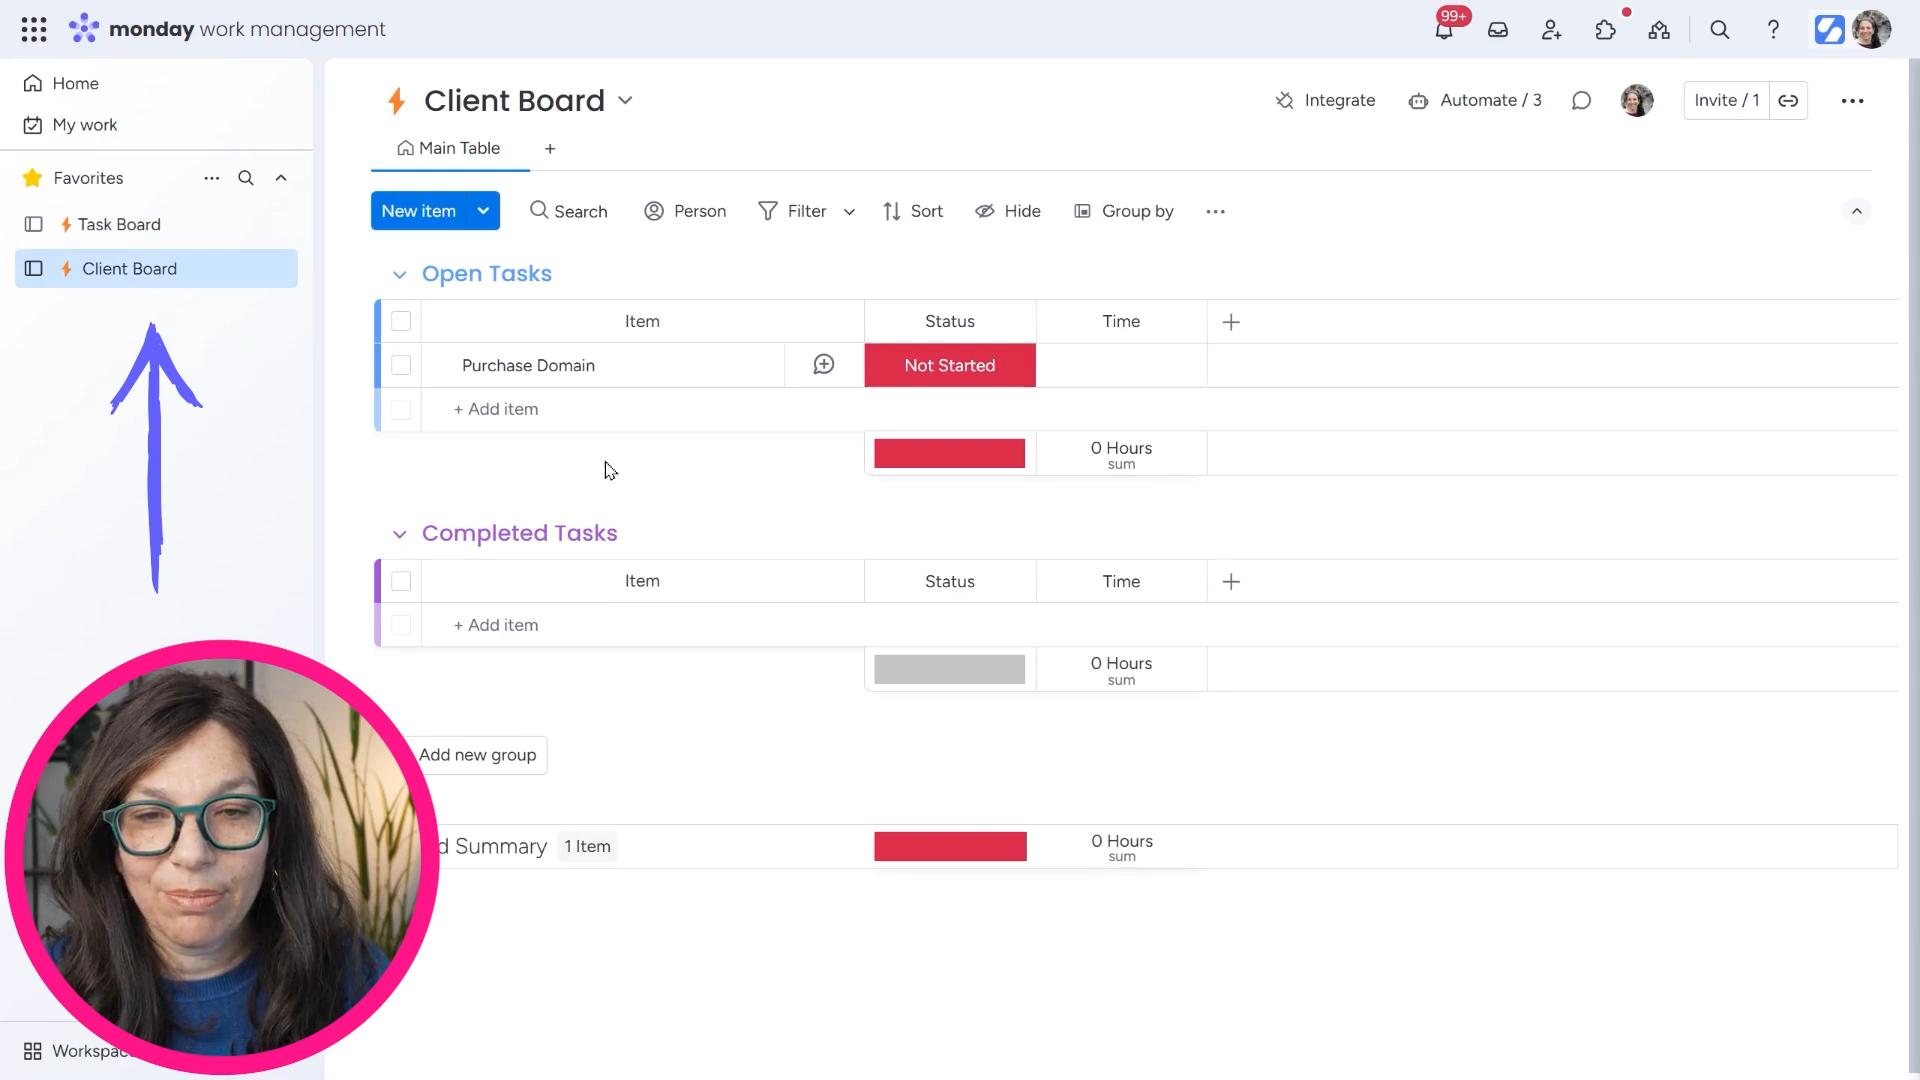 monday work management
99+
Home
My work
Favorites
Task Board
Client Board
Client Board
Integrate
Automate / 3
Invite / 1
Main Table
New item
Search
Person
Filter
Sort
Hide
Group by
Open Tasks
Item
Status
Time
Purchase Domain
Not Started
+ Add item
0 Hours
sum
Completed Tasks
Item
Status
Time
+ Add item
0 Hours
sum
Add new group
d Summary
1 Item
0 Hours
sum
Workspac